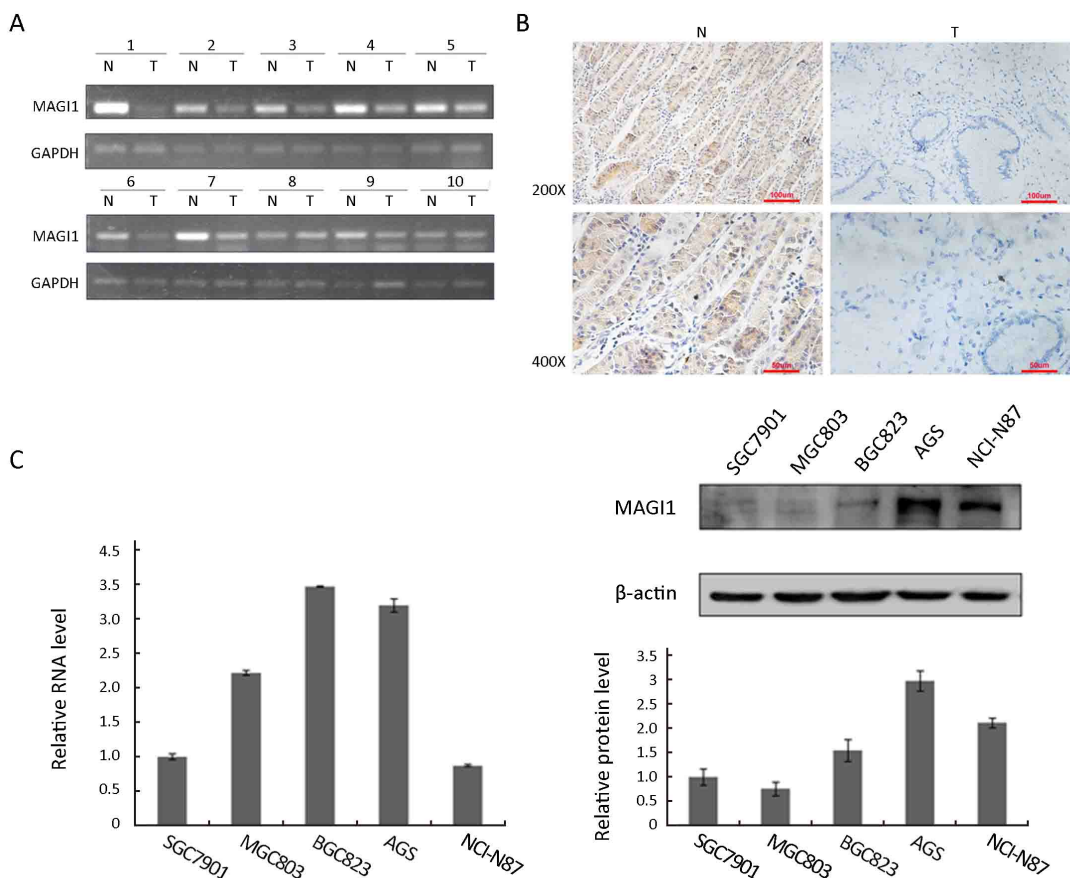 A
1 2 3 4 5
N T N T N T N T N T
MAGI1
GAPDH
6 7 8 9 10
N T N T N T N T N T
MAGI1
GAPDH
B
N T
200X
100um 100um
400X
50um 50um
C
4.5
3.5
3.5
2.5
2.0
1.5
1.0
0.5
0
Relative RNA level
SGC7901 MGC803 BGC823 AGS NCI-N87
SGC7901 MGC803 BGC823 AGS NCI-N87
MAGI1
β-actin
3.5
3
2.5
2.0
1.5
1.0
0.5
0
Relative protein level
SGC7901 MGC803 BGC823 AGS NCI-N87